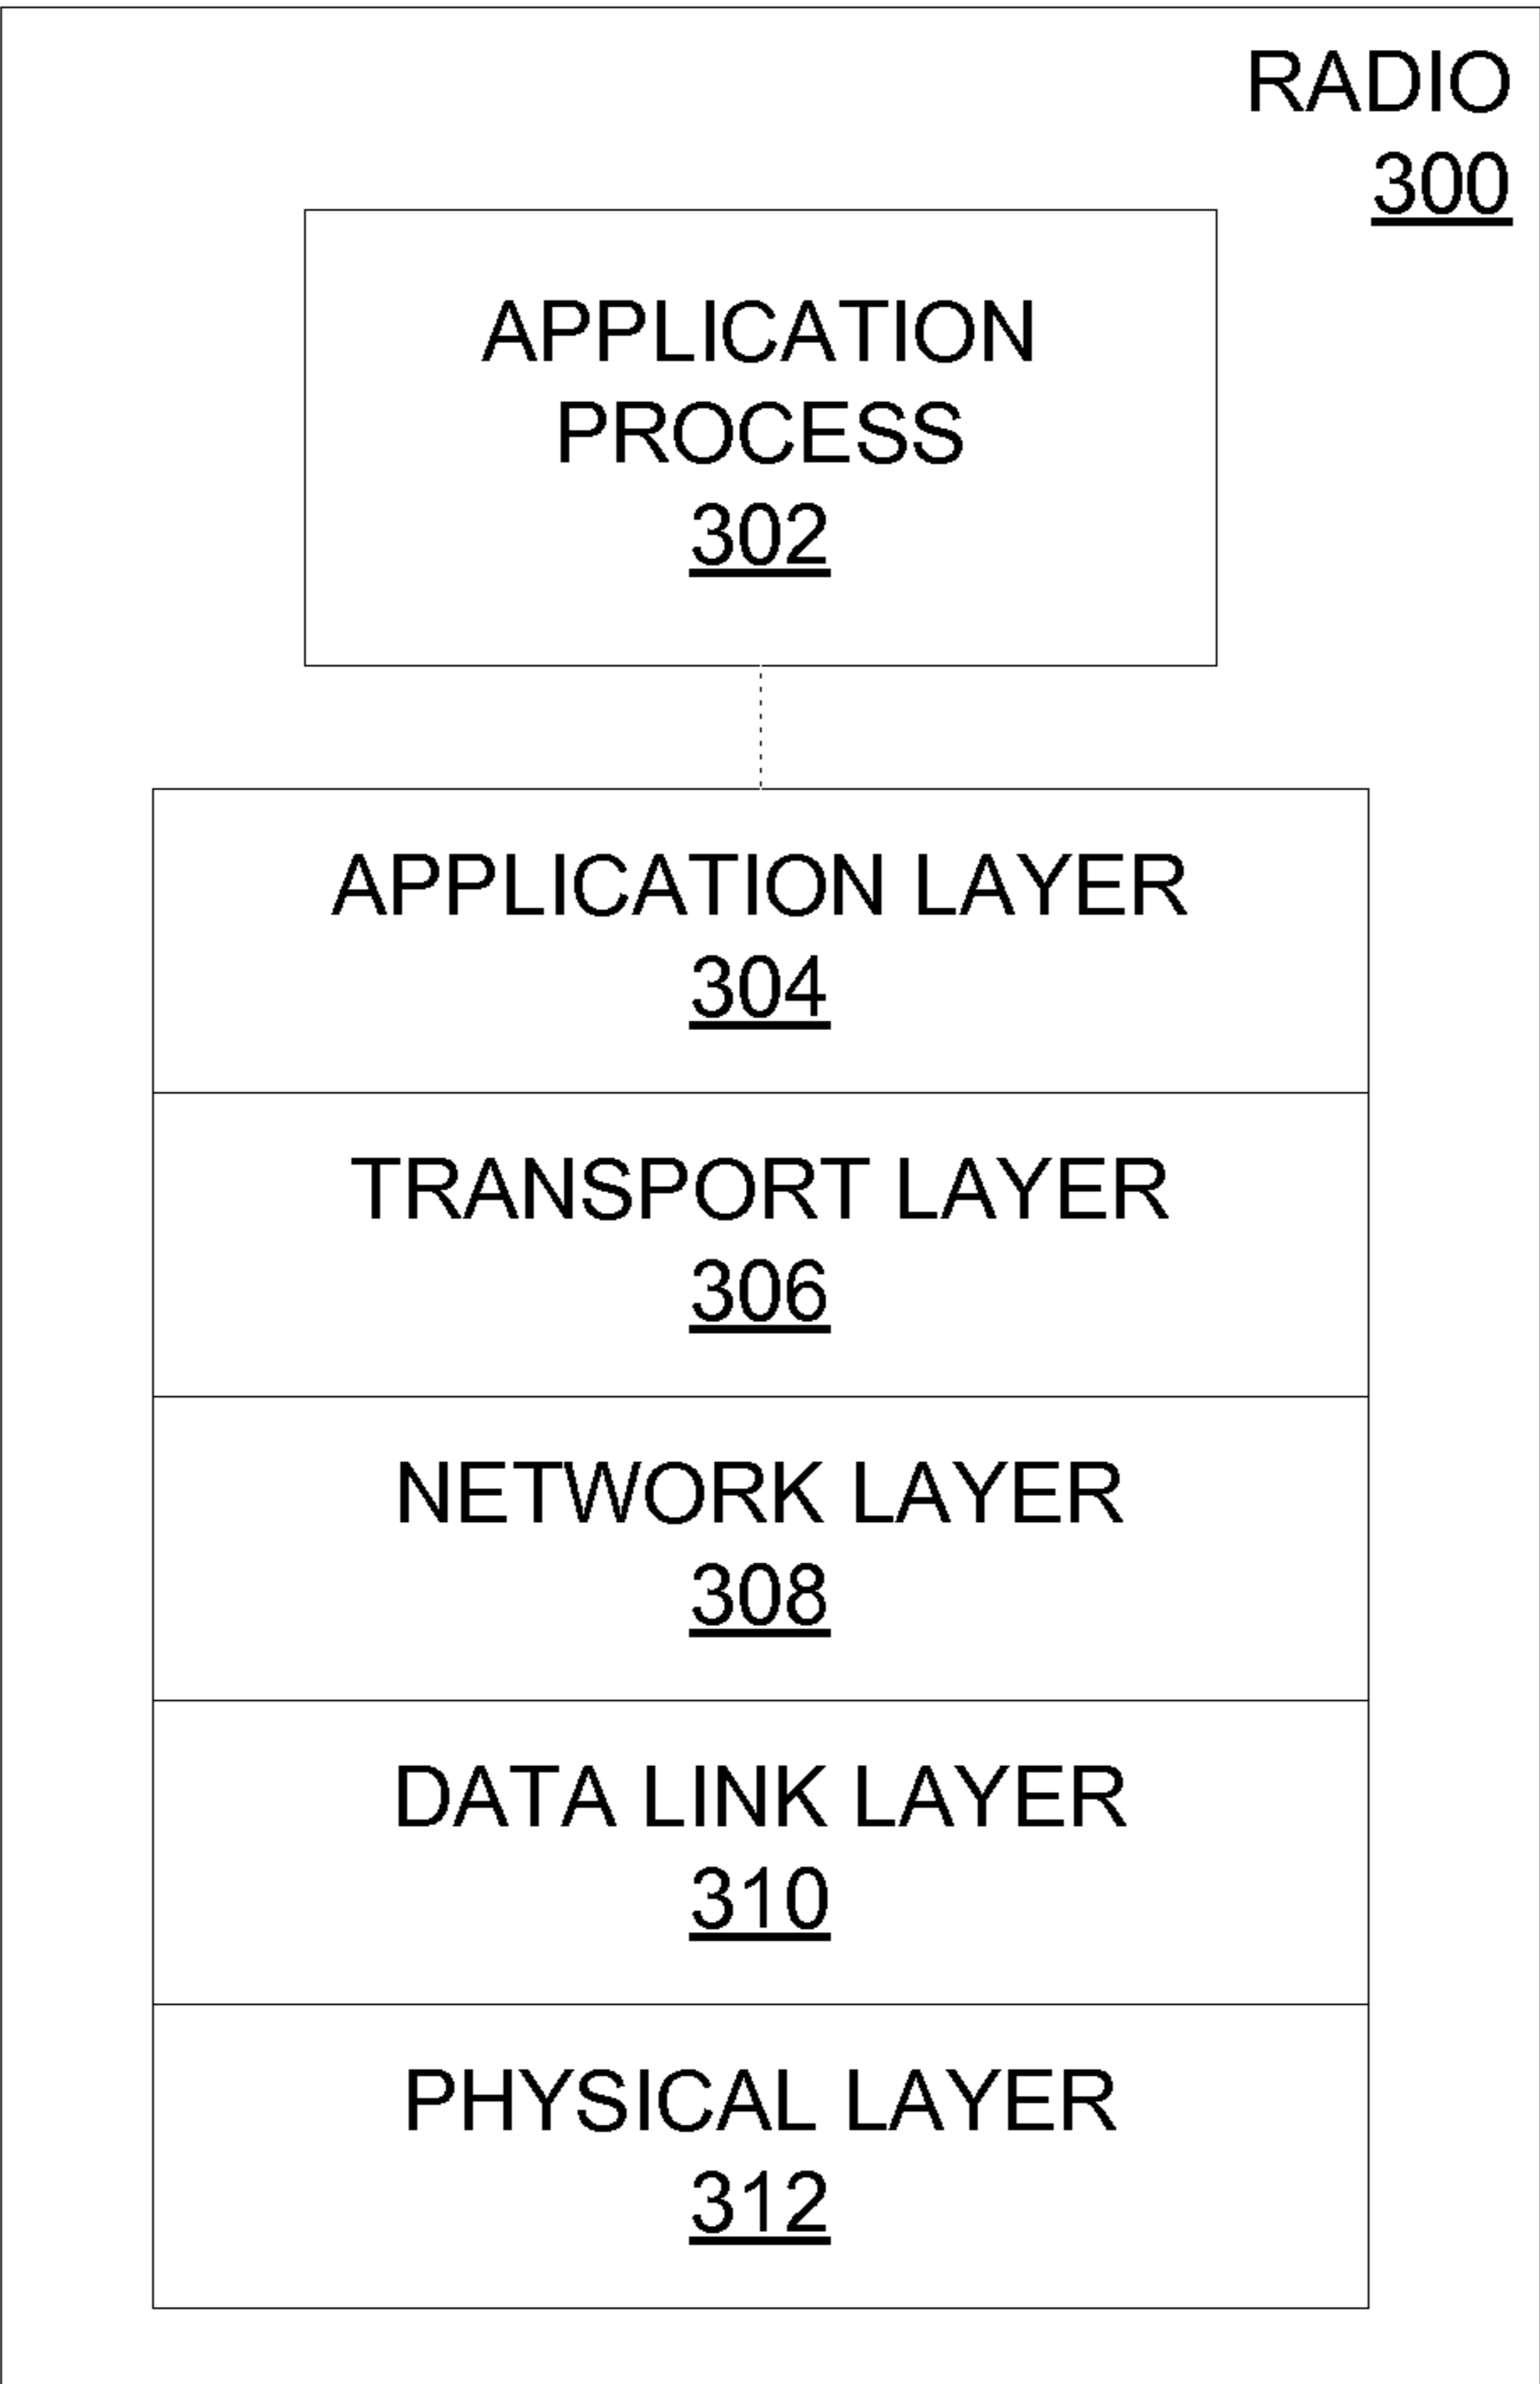 RADIO
300
APPLICATION
PROCESS
302
APPLICATION LAYER
304
TRANSPORT LAYER
306
NETWORK LAYER
308
DATA LINK LAYER
310
PHYSICAL LAYER
312